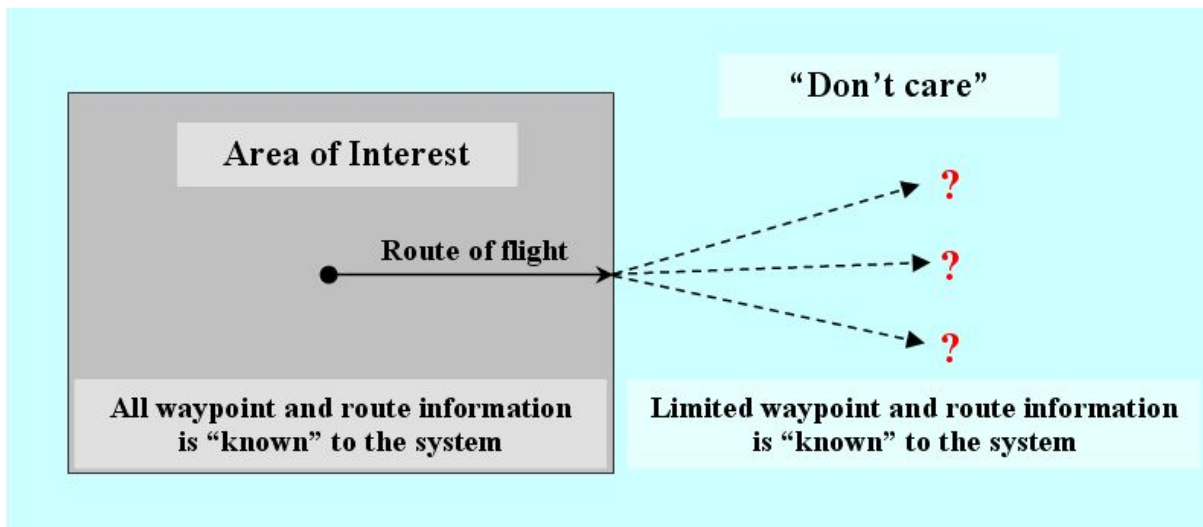 “Don’t care”
Area of Interest
Route of flight
?
?
?
All waypoint and route information
is “known” to the system
Limited waypoint and route information
is “known” to the system